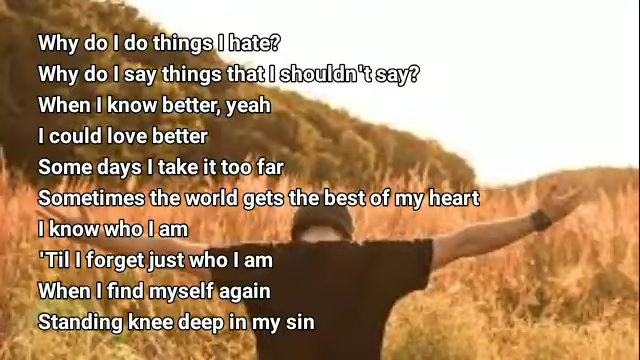 Why do I do things I hate?
Why do I say things that I shouldn't say?
When I know better, yeah
I could love better
Some days I take it too far
Sometimes the world gets the best of my heart
I know who I am
'Til I forget just who I am
When I find myself again
Standing knee deep in my sin